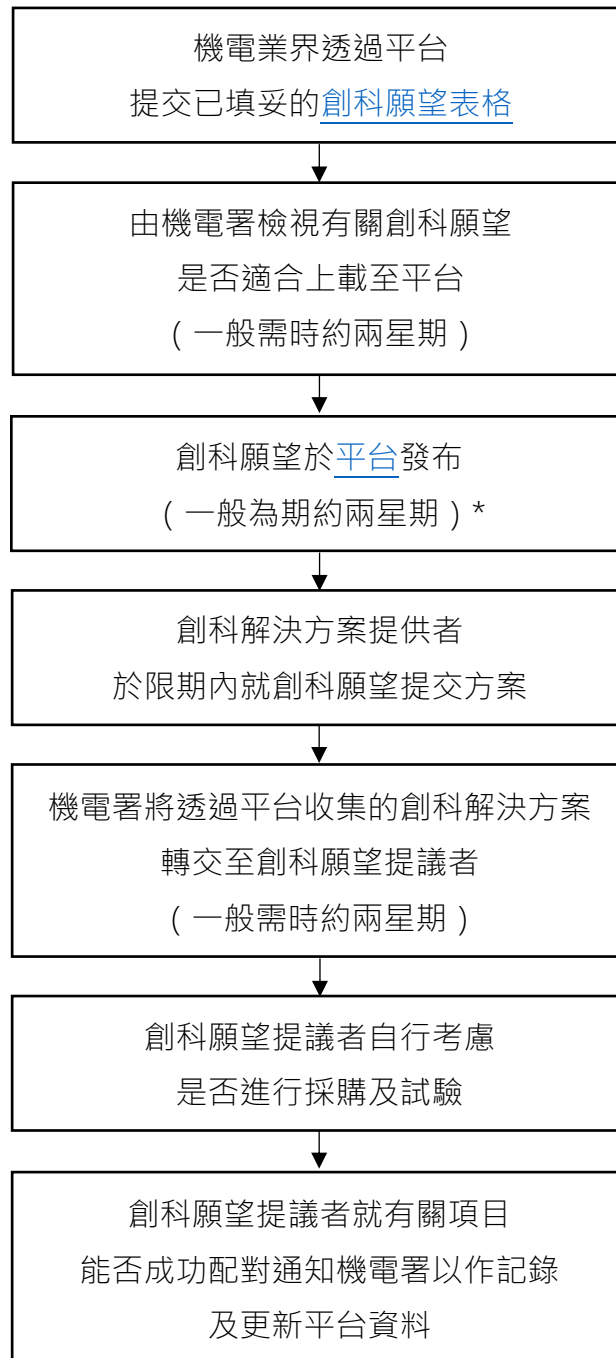 機電業界透過平台
提交已填妥的創科願望表格
由機電署檢視有關創科願望
是否適合上載至平台
（一般需時約兩星期）
創科願望於平台發布
（一般為期約兩星期）*
創科解決方案提供者
於限期內就創科願望提交方案
機電署將透過平台收集的創科解決方案
轉交至創科願望提議者
（一般需時約兩星期）
創科願望提議者自行考慮
是否進行採購及試驗
創科願望提議者就有關項目
能否成功配對通知機電署以作記錄
及更新平台資料